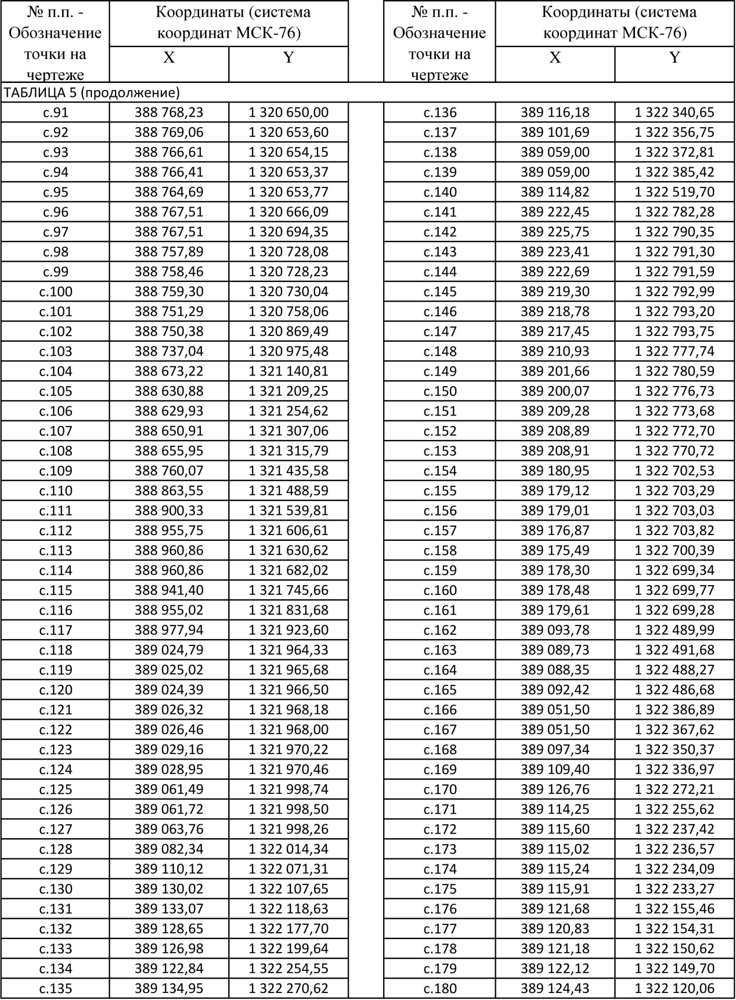 № п.п. - Координаты (система № п.п. - Координаты (система
Обозначение координат МСК-76) Обозначение координат МСК-76)
точки на X Y точки на X Y
чертеже чертеже
ТАБЛИЦА 5 (продолжение)
с.91 388 768,23 1 320 650,00 с.136 389 116,18 1 322 340,65
с.92 388 769,06 1 320 653,60 с.137 389 101,69 1 322 356,75
с.93 388 766,61 1 320 654,15 с.138 389 059,00 1 322 372,81
с.94 388 766,41 1 320 653,37 с.139 389 059,00 1 322 385,42
с.95 388 764,69 1 320 653,77 с.140 389 114,82 1 322 519,70
с.96 388 767,51 1 320 666,09 с.141 389 222,45 1 322 782,28
с.97 388 767,51 1 320 694,35 с.142 389 225,75 1 322 790,35
с.98 388 757,89 1 320 728,08 с.143 389 223,41 1 322 791,30
с.99 388 758,46 1 320 728,23 с.144 389 222,69 1 322 791,59
с.100 388 759,30 1 320 730,04 с.145 389 219,30 1 322 792,99
с.101 388 751,29 1 320 758,06 с.146 389 218,78 1 322 793,20
с.102 388 750,38 1 320 869,49 с.147 389 217,45 1 322 793,75
с.103 388 737,04 1 320 975,48 с.148 389 210,93 1 322 777,74
с.104 388 673,22 1 321 140,81 с.149 389 201,66 1 322 780,59
с.105 388 630,88 1 321 209,25 с.150 389 200,07 1 322 776,73
с.106 388 629,93 1 321 254,62 с.151 389 209,28 1 322 773,68
с.107 388 650,91 1 321 307,06 с.152 389 208,89 1 322 772,70
с.108 388 655,95 1 321 315,79 с.153 389 208,91 1 322 770,72
с.109 388 760,07 1 321 435,58 с.154 389 180,95 1 322 702,53
с.110 388 863,55 1 321 488,59 с.155 389 179,12 1 322 703,29
с.111 388 900,33 1 321 539,81 с.156 389 179,01 1 322 703,03
с.112 388 955,75 1 321 606,61 с.157 389 176,87 1 322 703,82
с.113 388 960,86 1 321 630,62 с.158 389 175,49 1 322 700,39
с.114 388 960,86 1 321 682,02 с.159 389 178,30 1 322 699,34
с.115 388 941,40 1 321 745,66 с.160 389 178,48 1 322 699,77
с.116 388 955,02 1 321 831,68 с.161 389 179,61 1 322 699,28
с.117 388 977,94 1 321 923,60 с.162 389 093,78 1 322 489,99
с.118 389 024,79 1 321 964,33 с.163 389 089,73 1 322 491,68
с.119 389 025,02 1 321 965,68 с.164 389 088,35 1 322 488,27
с.120 389 024,39 1 321 966,50 с.165 389 092,42 1 322 486,68
с.121 389 026,32 1 321 968,18 с.166 389 051,50 1 322 386,89
с.122 389 026,46 1 321 968,00 с.167 389 051,50 1 322 367,62
с.123 389 029,16 1 321 970,22 с.168 389 097,34 1 322 350,37
с.124 389 028,95 1 321 970,46 с.169 389 109,40 1 322 336,97
с.125 389 061,49 1 321 998,74 с.170 389 126,76 1 322 272,21
с.126 389 061,72 1 321 998,50 с.171 389 114,25 1 322 255,62
с.127 389 063,76 1 321 998,26 с.172 389 115,60 1 322 237,42
с.128 389 082,34 1 322 014,34 с.173 389 115,02 1 322 236,57
с.129 389 110,12 1 322 071,31 с.174 389 115,24 1 322 234,09
с.130 389 130,02 1 322 107,65 с.175 389 115,91 1 322 233,27
с.131 389 133,07 1 322 118,63 с.176 389 121,68 1 322 155,46
с.132 389 128,65 1 322 177,70 с.177 389 120,83 1 322 154,31
с.133 389 126,98 1 322 199,64 с.178 389 121,18 1 322 150,62
с.134 389 122,84 1 322 254,55 с.179 389 122,12 1 322 149,70
с.135 389 134,95 1 322 270,62 с.180 389 124,43 1 322 120,06